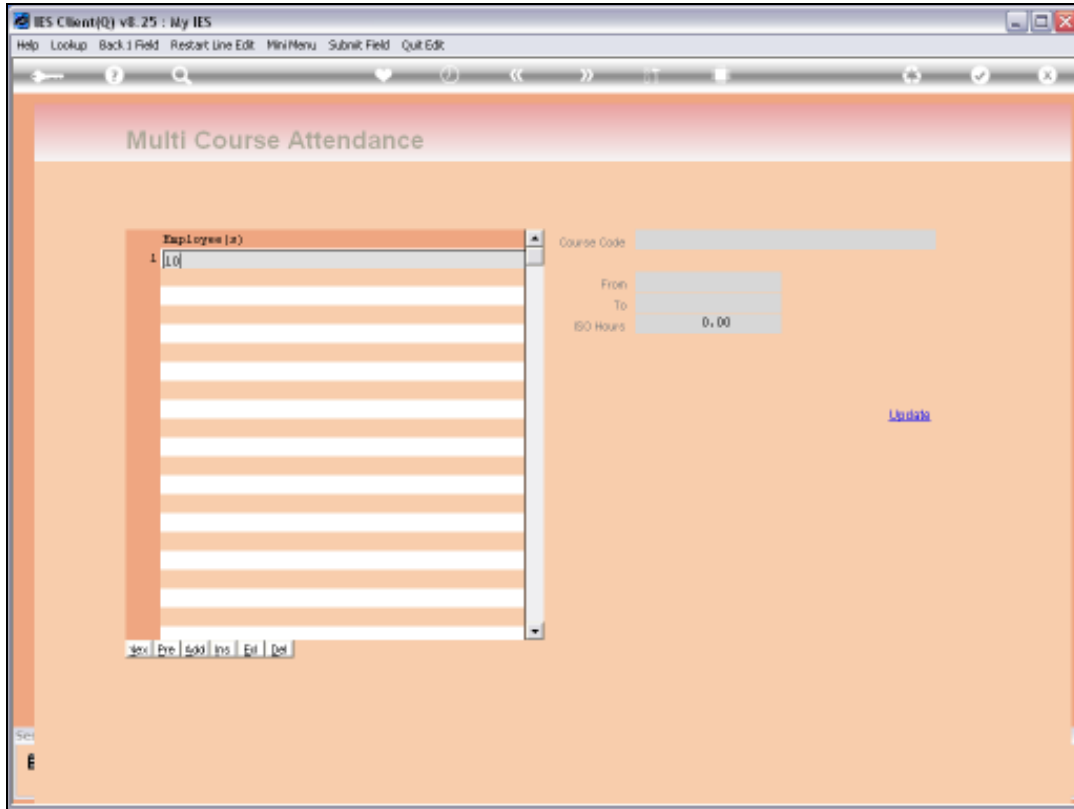 IES Client(Q) v8.25 : My IES
Help Lookup Back 1 Field Restart Line Edit MiniMenu Submit Field Quit Edit
Multi Course Attendance
Employee(s)
1 10
Course Code
From
To
ISO Hours 0.00
Update
Nex Pre Add Ins Edi Del
Ses